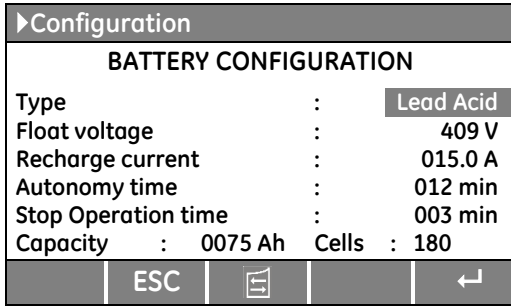 Configuration
BATTERY CONFIGURATION
Type : Lead Acid
Float voltage : 409 V
Recharge current : 015.0 A
Autonomy time : 012 min
Stop Operation time : 003 min
Capacity : 0075 Ah Cells : 180
ESC